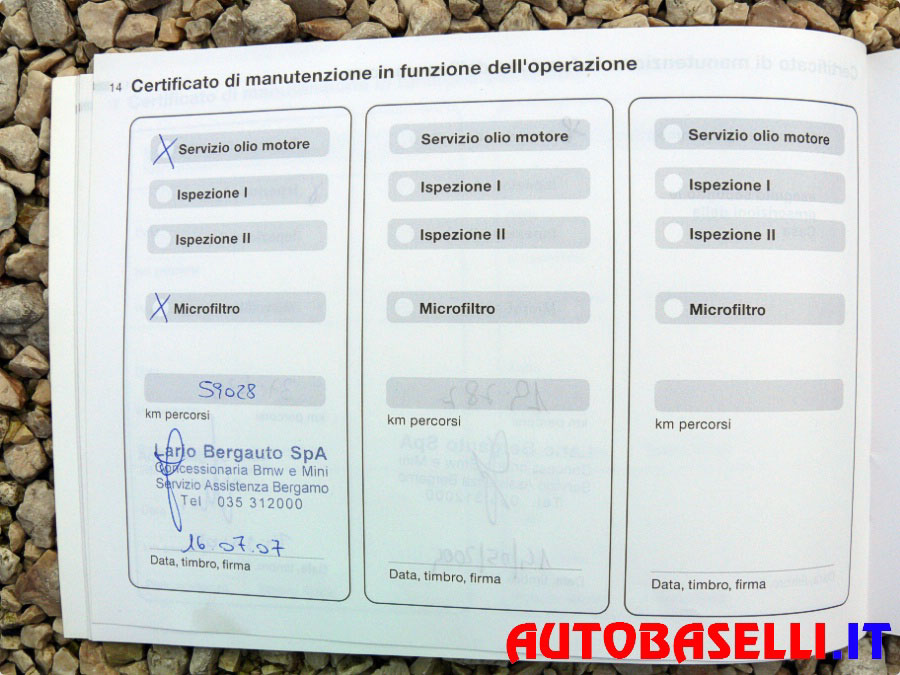 14 Certificato di manutenzione in funzione dell'operazione
X Servizio olio motore
Ispezione I
Ispezione II
X Microfiltro
59028
km percorsi
Lario Bergauto SpA
Concessionaria Bmw e Mini
Servizio Assistenza Bergamo
Tel 035 312000
16.07.07
Data, timbro, firma
Servizio olio motore
Ispezione I
Ispezione II
Microfiltro
km percorsi
Data, timbro, firma
Servizio olio motore
Ispezione I
Ispezione II
Microfiltro
km percorsi
Data, timbro, firma
AUTOBASELLI.IT